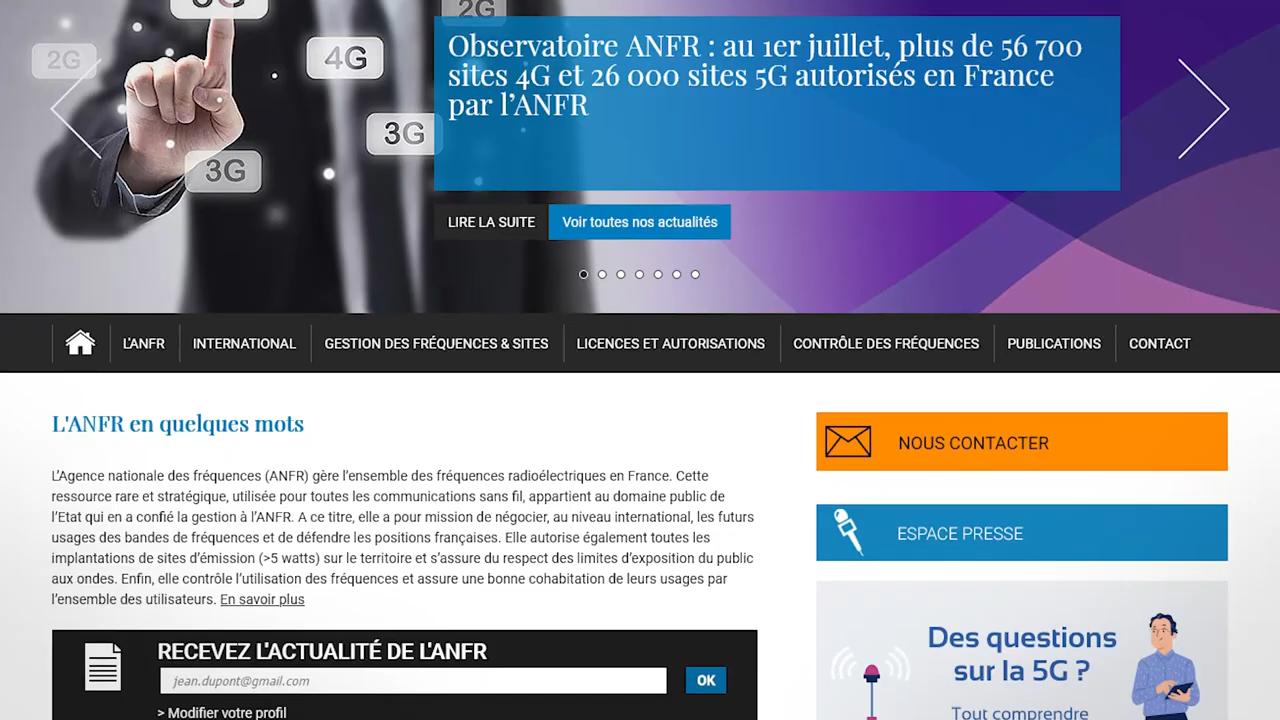 5G
2G
2G
4G
3G
3G
Observatoire ANFR : au 1er juillet, plus de 56 700
sites 4G et 26 000 sites 5G autorisés en France
par l’ANFR
LIRE LA SUITE
Voir toutes nos actualités
L'ANFR
INTERNATIONAL
GESTION DES FRÉQUENCES & SITES
LICENCES ET AUTORISATIONS
CONTRÔLE DES FRÉQUENCES
PUBLICATIONS
CONTACT
L'ANFR en quelques mots
L’Agence nationale des fréquences (ANFR) gère l’ensemble des fréquences radioélectriques en France. Cette
ressource rare et stratégique, utilisée pour toutes les communications sans fil, appartient au domaine public de
l’Etat qui en a confié la gestion à l’ANFR. A ce titre, elle a pour mission de négocier, au niveau international, les futurs
usages des bandes de fréquences et de défendre les positions françaises. Elle autorise également toutes les
implantations de sites d’émission (>5 watts) sur le territoire et s’assure du respect des limites d’exposition du public
aux ondes. Enfin, elle contrôle l’utilisation des fréquences et assure une bonne cohabitation de leurs usages par
l’ensemble des utilisateurs. En savoir plus
NOUS CONTACTER
ESPACE PRESSE
RECEVEZ L'ACTUALITÉ DE L'ANFR
jean.dupont@gmail.com
OK
> Modifier votre profil
Des questions
sur la 5G ?
Tout comprendre